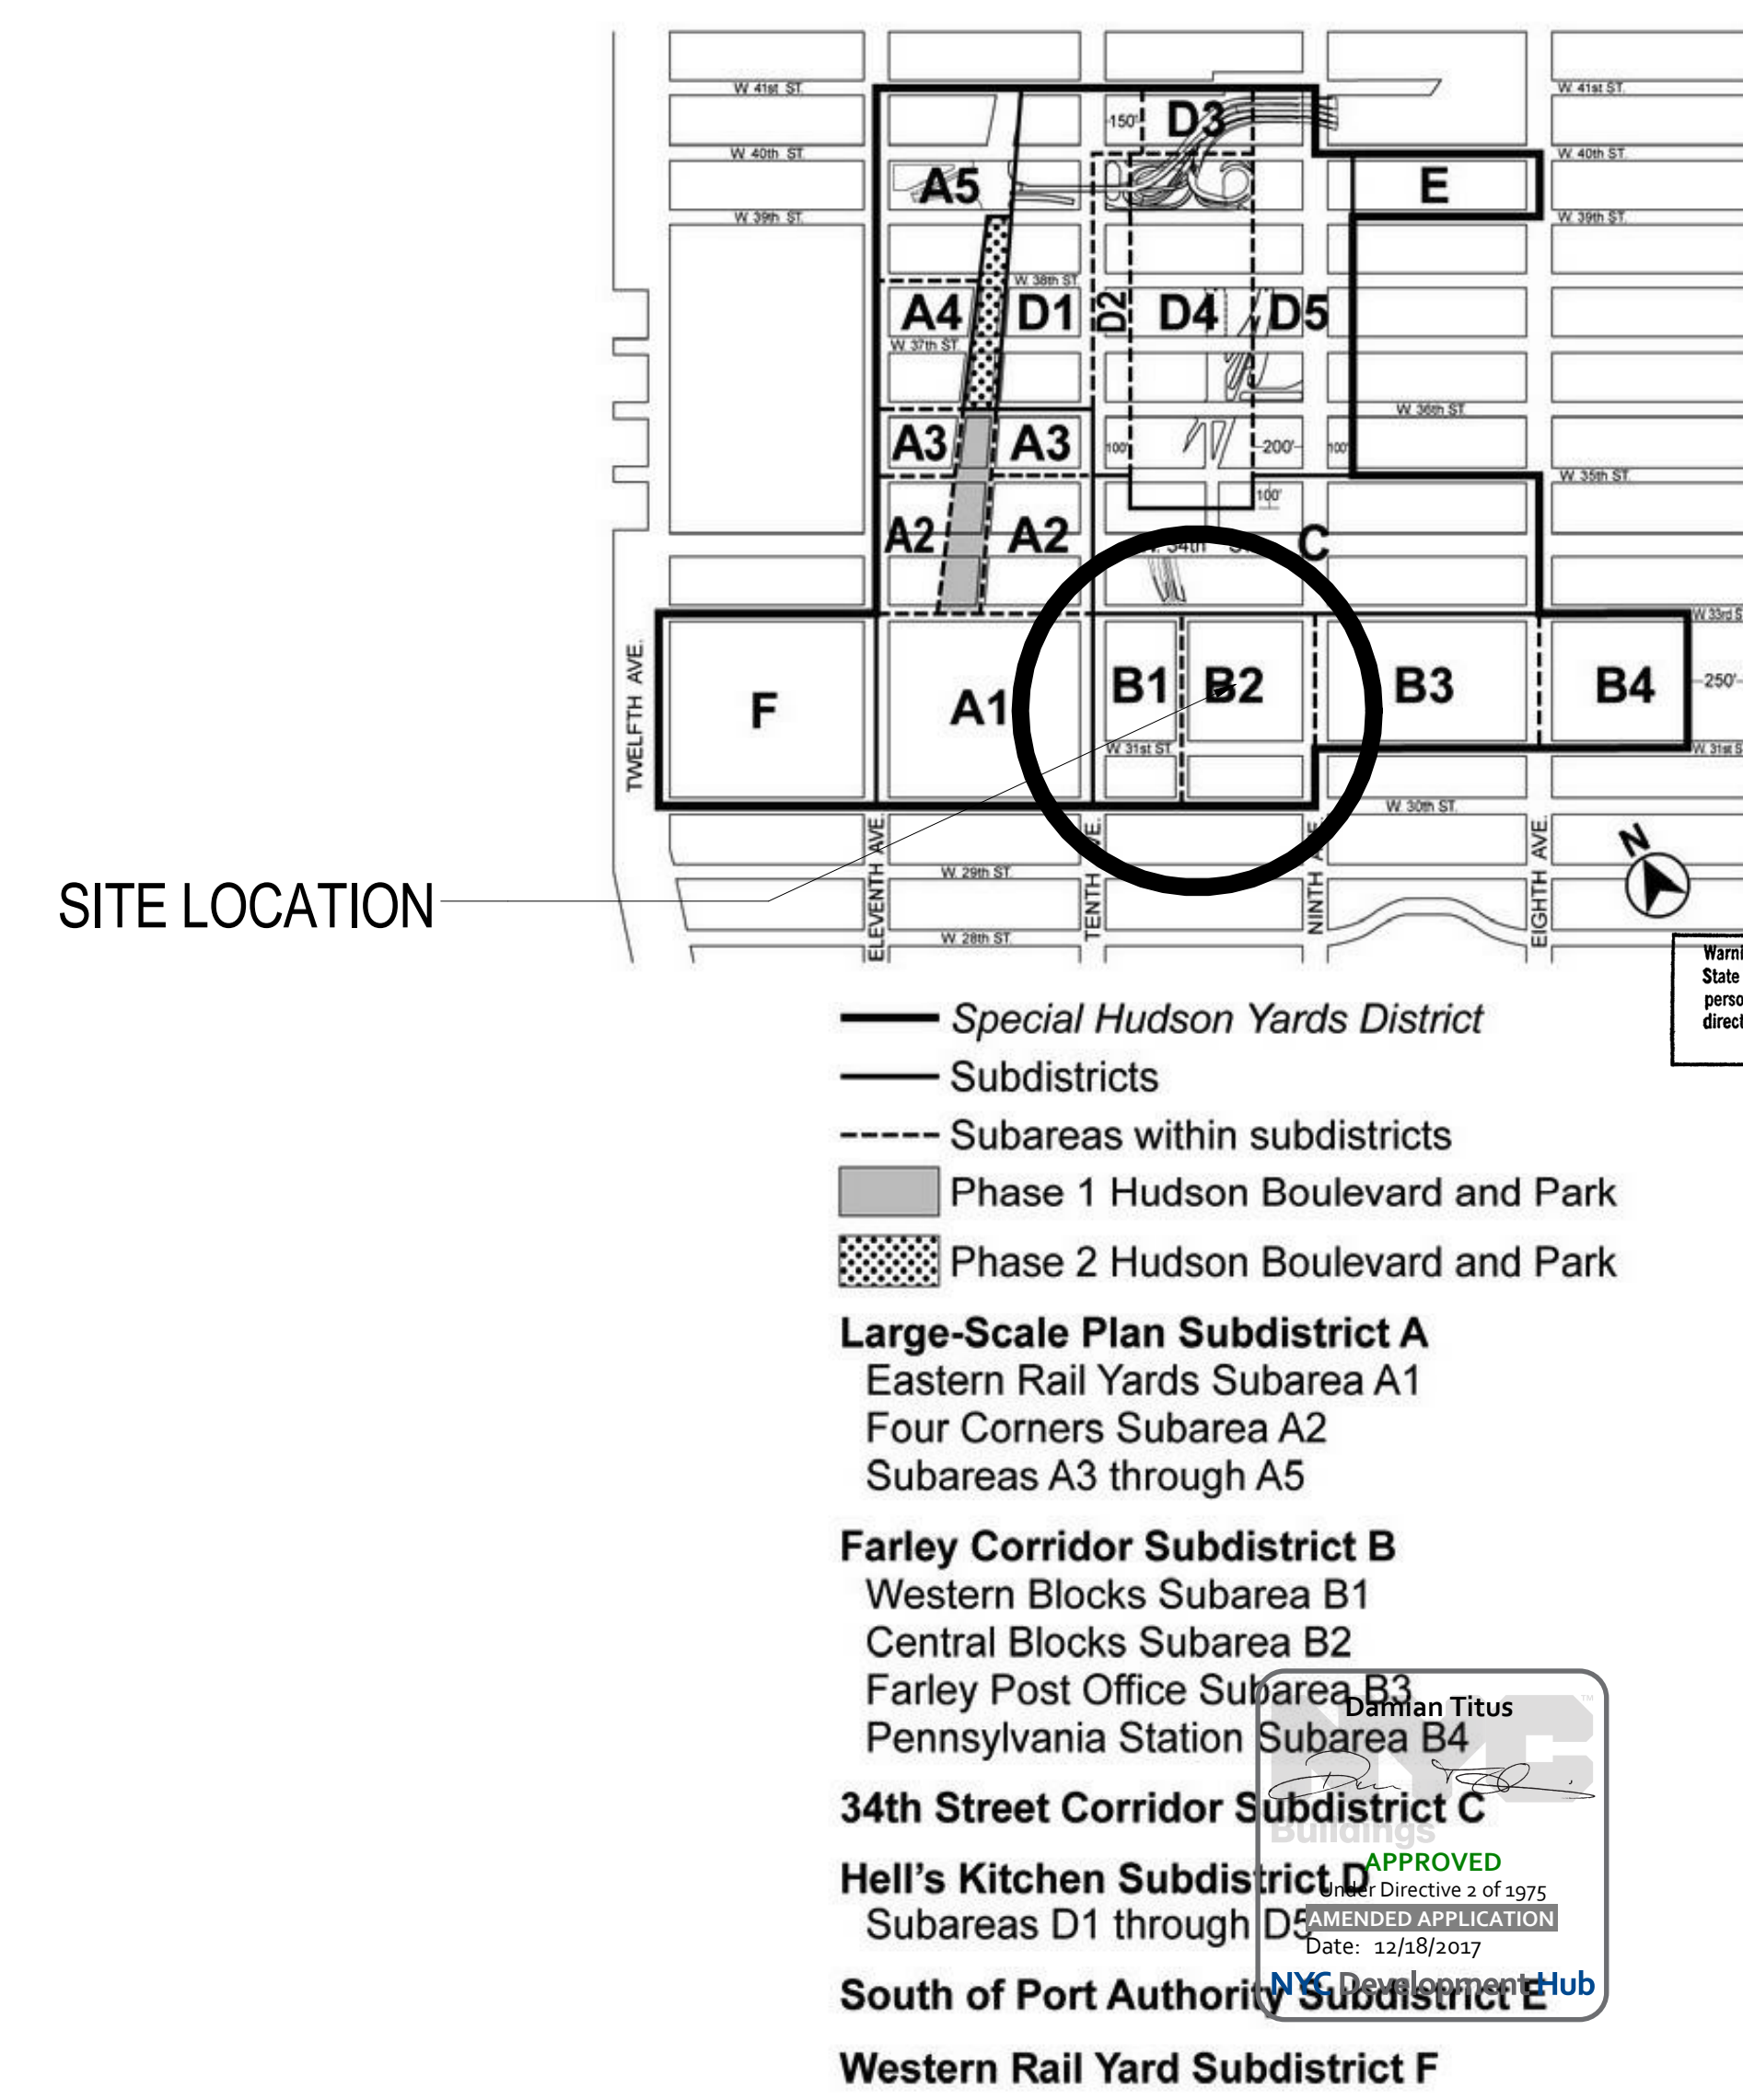 W. 41st ST.
W. 41st ST.
150'
D3
W. 40th ST.
W. 40th ST.
A5
E
W. 39th ST.
W. 39th ST.
W. 38th ST.
A4
D1
D2
D4
D5
W. 37th ST.
W. 36th ST.
A3
A3
100'
200'
100'
W. 35th ST.
100'
A2
A2
C
W. 33rd S
TWELFTH AVE.
F
A1
B1
B2
B3
B4
250'
W. 31st ST.
W. 31st S
W. 30th ST.
ELEVENTH AVE.
TENTH
NINTH
EIGHTH AVE.
N
W. 29th ST.
SITE LOCATION
W. 28th ST.
Warni
State
perso
direct
Special Hudson Yards District
Subdistricts
Subareas within subdistricts
Phase 1 Hudson Boulevard and Park
Phase 2 Hudson Boulevard and Park
Large-Scale Plan Subdistrict A
Eastern Rail Yards Subarea A1
Four Corners Subarea A2
Subareas A3 through A5
Farley Corridor Subdistrict B
Western Blocks Subarea B1
Central Blocks Subarea B2
Farley Post Office Subarea B3
Pennsylvania Station Subarea B4
34th Street Corridor Subdistrict C
Hell's Kitchen Subdistrict D
Subareas D1 through D5
South of Port Authority Subdistrict E
Western Rail Yard Subdistrict F
Damian Titus
NYC
TM
Buildings
APPROVED
Under Directive 2 of 1975
AMENDED APPLICATION
Date: 12/18/2017
NYC Development Hub